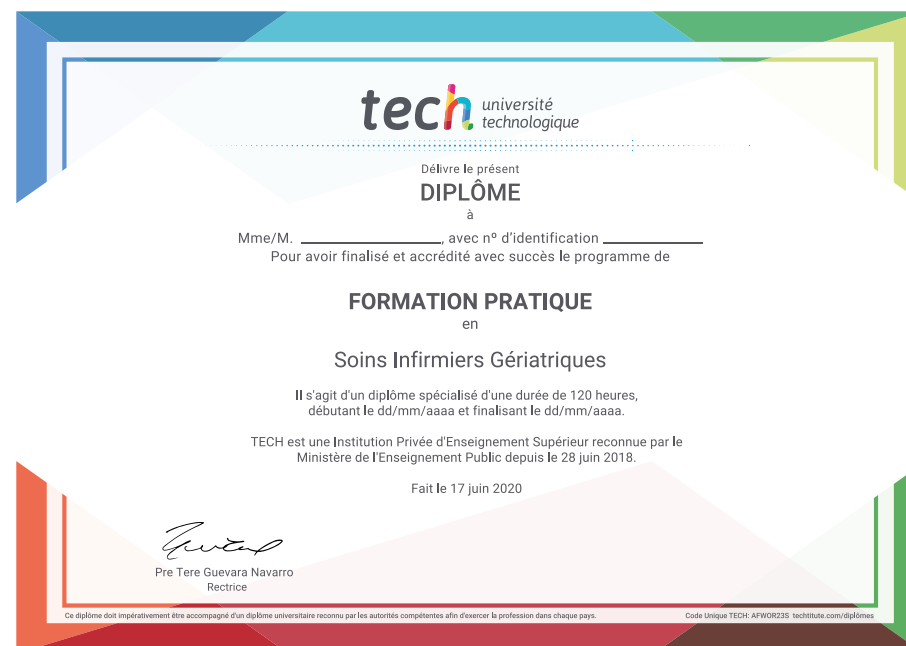 tech université
technologique
Délivre le présent
DIPLÔME
à
Mme/M. ____________________, avec nº d'identification ______________
Pour avoir finalisé et accrédité avec succès le programme de
FORMATION PRATIQUE
en
Soins Infirmiers Gériatriques
Il s'agit d'un diplôme spécialisé d'une durée de 120 heures,
débutant le dd/mm/aaaa et finalisant le dd/mm/aaaa.
TECH est une Institution Privée d'Enseignement Supérieur reconnue par le
Ministère de l'Enseignement Public depuis le 28 juin 2018.
Fait le 17 juin 2020
Pre Tere Guevara Navarro
Rectrice
Ce diplôme doit impérativement être accompagné d'un diplôme universitaire reconnu par les autorités compétentes afin d'exercer la profession dans chaque pays.
Code Unique TECH: AFWOR23S techtitute.com/diplômes